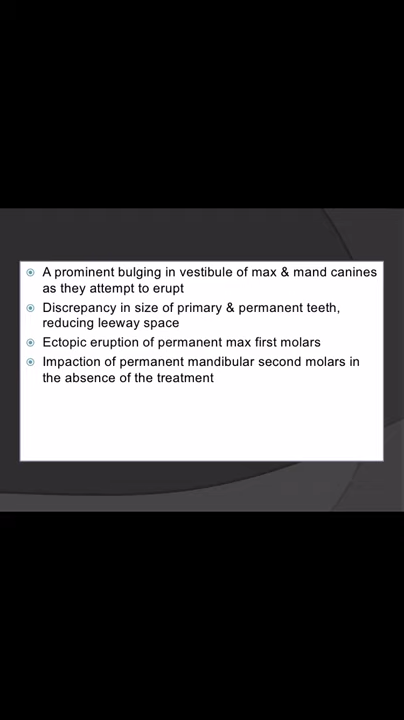 A prominent bulging in vestibule of max & mand canines
as they attempt to erupt
Discrepancy in size of primary & permanent teeth,
reducing leeway space
Ectopic eruption of permanent max first molars
Impaction of permanent mandibular second molars in
the absence of the treatment